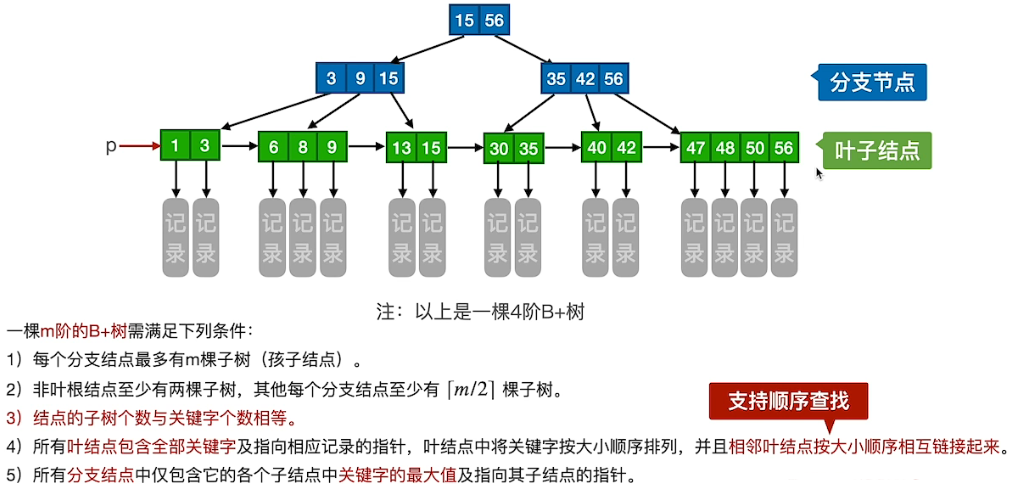 15 56
3 9 15
35 42 56
分支节点
p
1 3
6 8 9
13 15
30 35
40 42
47 48 50 56
叶子结点
记录 记录 记录 记录 记录 记录 记录 记录 记录 记录 记录 记录 记录 记录 记录
注：以上是一棵4阶B+树
一棵m阶的B+树需满足下列条件：
1）每个分支结点最多有m棵子树（孩子结点）。
2）非叶根结点至少有两棵子树，其他每个分支结点至少有 ⌈m/2⌉ 棵子树。
3）结点的子树个数与关键字个数相等。
支持顺序查找
4）所有叶结点包含全部关键字及指向相应记录的指针，叶结点中将关键字按大小顺序排列，并且相邻叶结点按大小顺序相互链接起来。
5）所有分支结点中仅包含它的各个子结点中关键字的最大值及指向其子结点的指针。